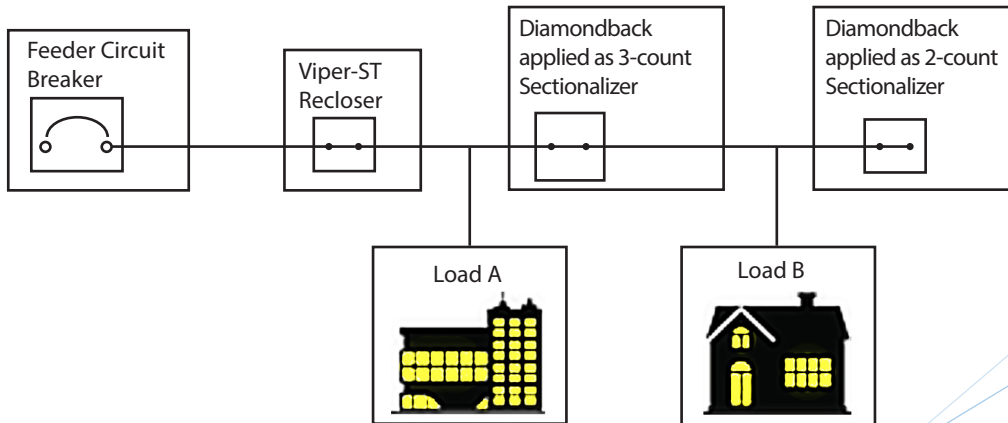 Feeder Circuit
Breaker
Viper-ST
Recloser
Diamondback
applied as 3-count
Sectionalizer
Diamondback
applied as 2-count
Sectionalizer
Load A
Load B